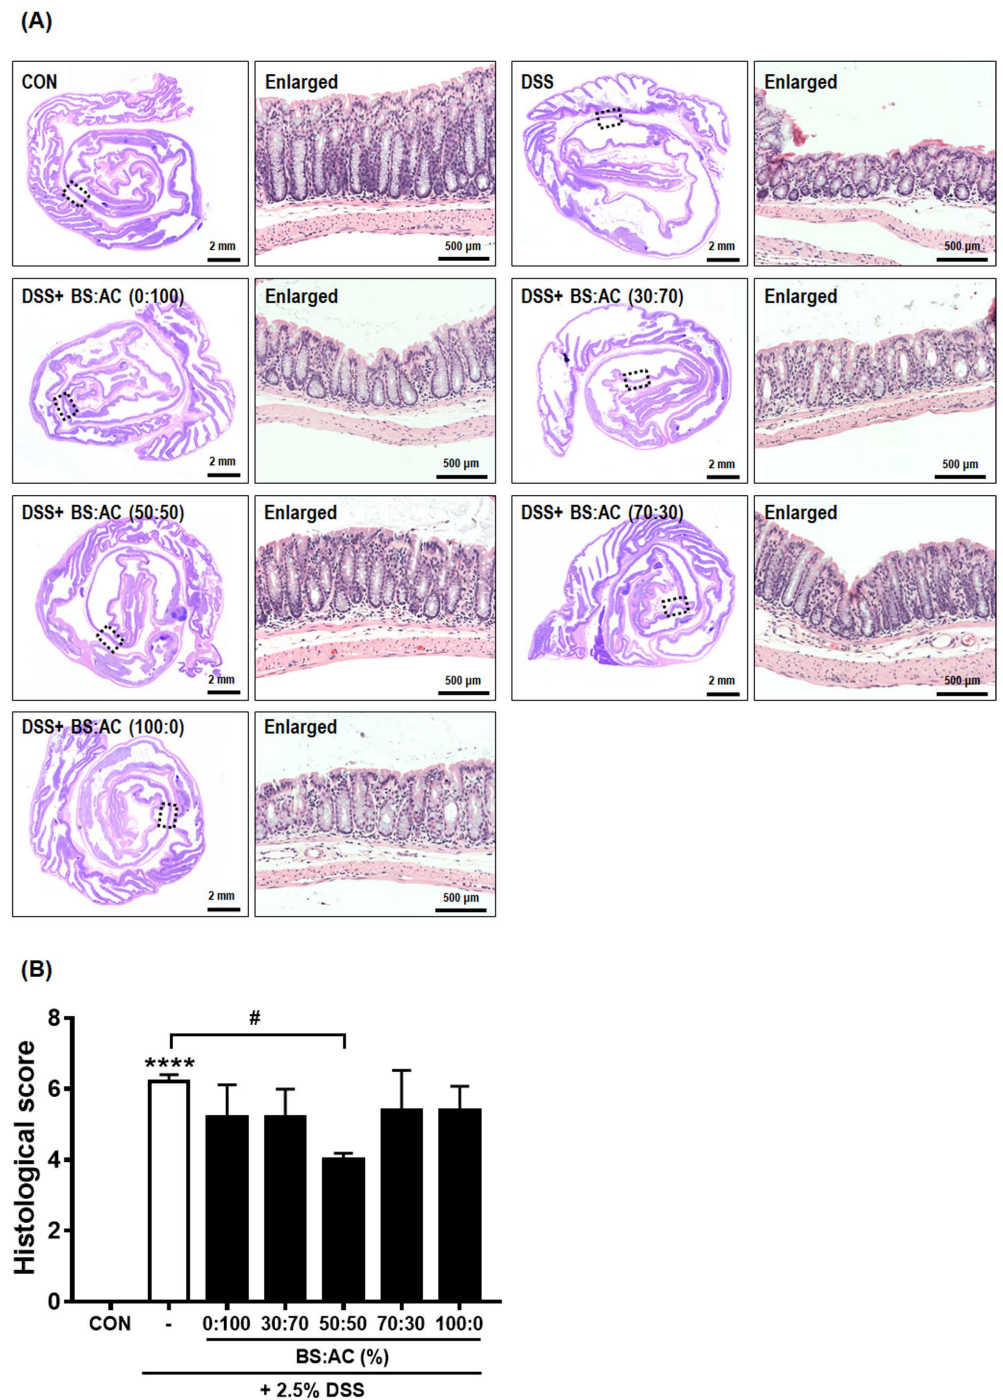 (A)
CON
Enlarged
DSS
Enlarged
2 mm
500 µm
2 mm
500 µm
DSS+ BS:AC (0:100)
Enlarged
DSS+ BS:AC (30:70)
Enlarged
2 mm
500 µm
2 mm
500 µm
DSS+ BS:AC (50:50)
Enlarged
DSS+ BS:AC (70:30)
Enlarged
2 mm
500 µm
2 mm
500 µm
DSS+ BS:AC (100:0)
Enlarged
2 mm
500 µm
(B)
Histological score
8
6
4
2
0
****
#
CON - 0:100 30:70 50:50 70:30 100:0
BS:AC (%)
+ 2.5% DSS